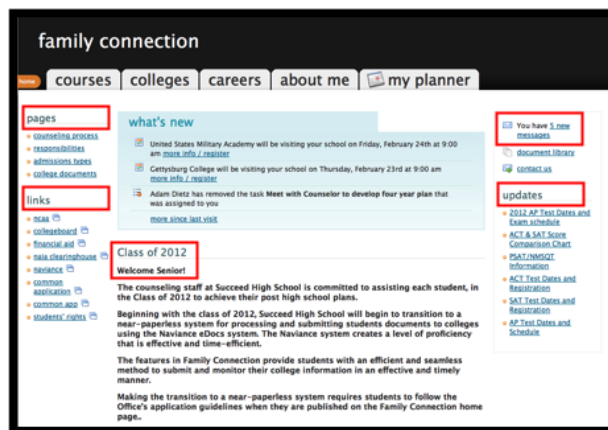 family connection
home
courses
colleges
careers
about me
my planner
pages
counseling process
responsibilities
admissions types
college documents
links
ncaa
collegeboard
financial aid
naia clearinghouse
naviance
common
application
common app
students' rights
what's new
United States Military Academy will be visiting your school on Friday, February 24th at 9:00
am more info / register
Gettysburg College will be visiting your school on Thursday, February 23rd at 9:00 am
more info / register
Adam Dietz has removed the task Meet with Counselor to develop four year plan that
was assigned to you
more since last visit
Class of 2012
Welcome Senior!
The counseling staff at Succeed High School is committed to assisting each student, in
the Class of 2012 to achieve their post high school plans.
Beginning with the class of 2012, Succeed High School will begin to transition to a
near-paperless system for processing and submitting students documents to colleges
using the Naviance eDocs system. The Naviance system creates a level of proficiency
that is effective and time-efficient.
The features in Family Connection provide students with an efficient and seamless
method to submit and monitor their college information in an effective and timely
manner.
Making the transition to a near-paperless system requires students to follow the
Office's application guidelines when they are published on the Family Connection home
page..
You have 5 new
messages
document library
contact us
updates
2012 AP Test Dates and
Exam schedule
ACT & SAT Score
Comparison Chart
PSAT/NMSQT
Information
ACT Test Dates and
Registration
SAT Test Dates and
Registration
AP Test Dates and
Schedule